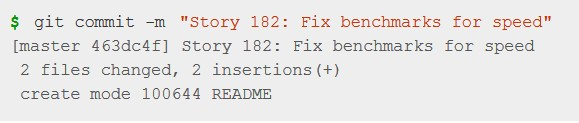 $ git commit -m "Story 182: Fix benchmarks for speed"
[master 463dc4f] Story 182: Fix benchmarks for speed
 2 files changed, 2 insertions(+)
 create mode 100644 README